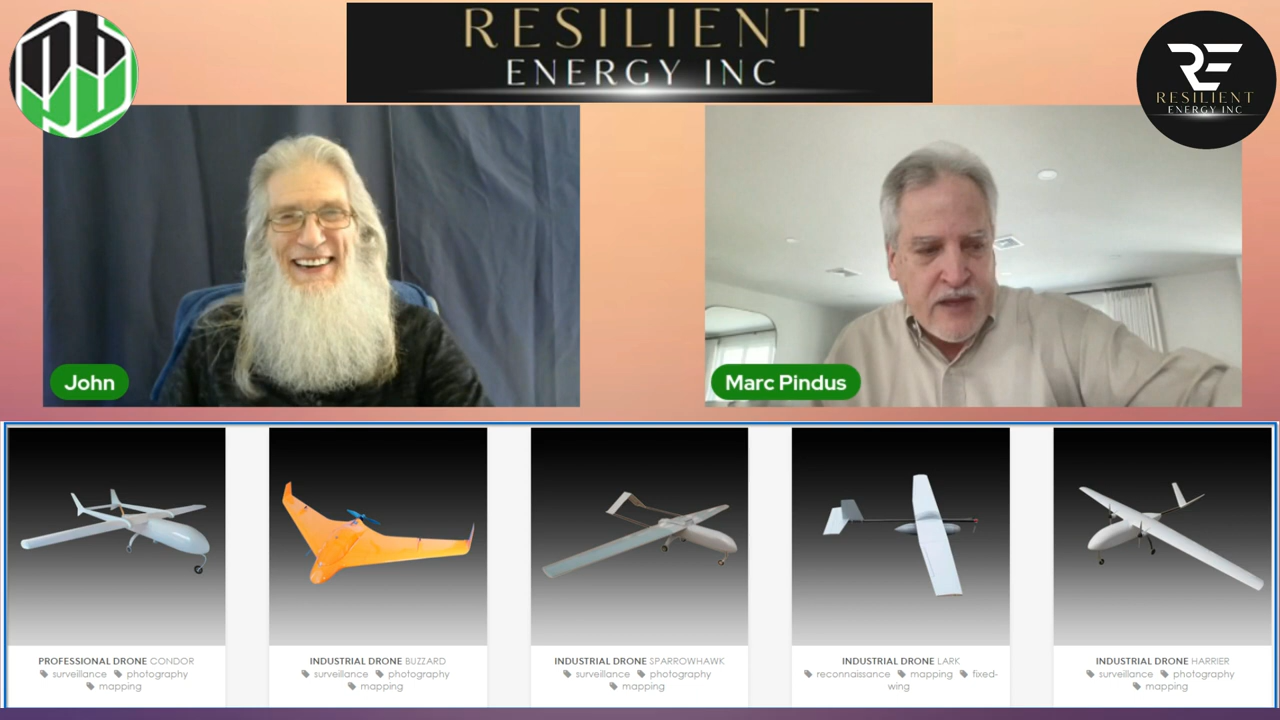 RESILIENT
ENERGY INC
RE
RESILIENT
ENERGY INC
John
Marc Pindus
PROFESSIONAL DRONE CONDOR
surveillance photography
mapping
INDUSTRIAL DRONE BUZZARD
surveillance photography
mapping
INDUSTRIAL DRONE SPARROWHAWK
surveillance photography
mapping
INDUSTRIAL DRONE LARK
reconnaissance mapping fixed-
wing
INDUSTRIAL DRONE HARRIER
surveillance photography
mapping